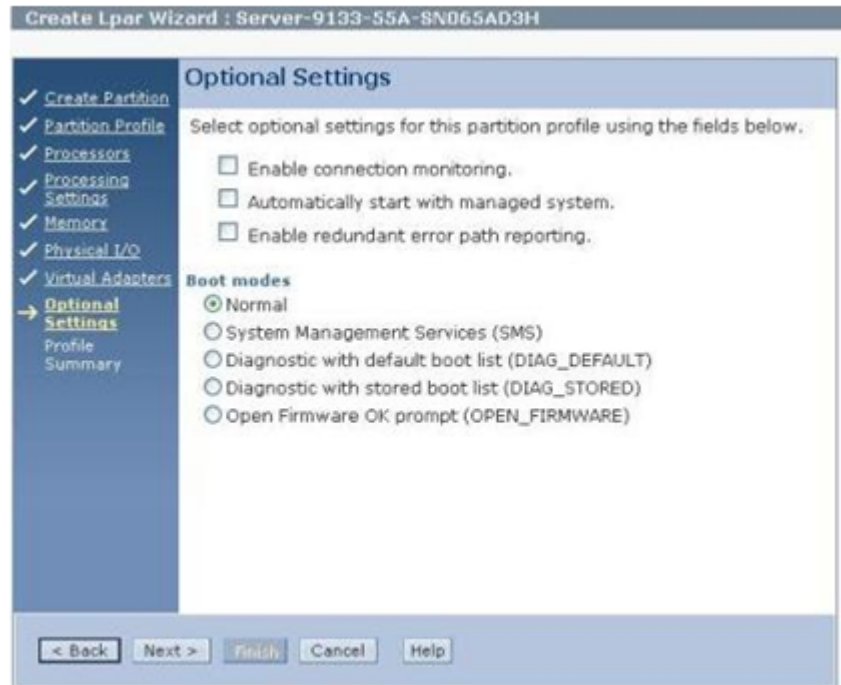 Create Lpar Wizard : Server-9133-55A-SN065AD3H
Create Partition
Partition Profile
Processors
Processing
Settings
Memory
Physical I/O
Virtual Adapters
Optional
Settings
Profile
Summary
Optional Settings
Select optional settings for this partition profile using the fields below.
Enable connection monitoring.
Automatically start with managed system.
Enable redundant error path reporting.
Boot modes
Normal
System Management Services (SMS)
Diagnostic with default boot list (DIAG_DEFAULT)
Diagnostic with stored boot list (DIAG_STORED)
Open Firmware OK prompt (OPEN_FIRMWARE)
< Back Next > Finish Cancel Help